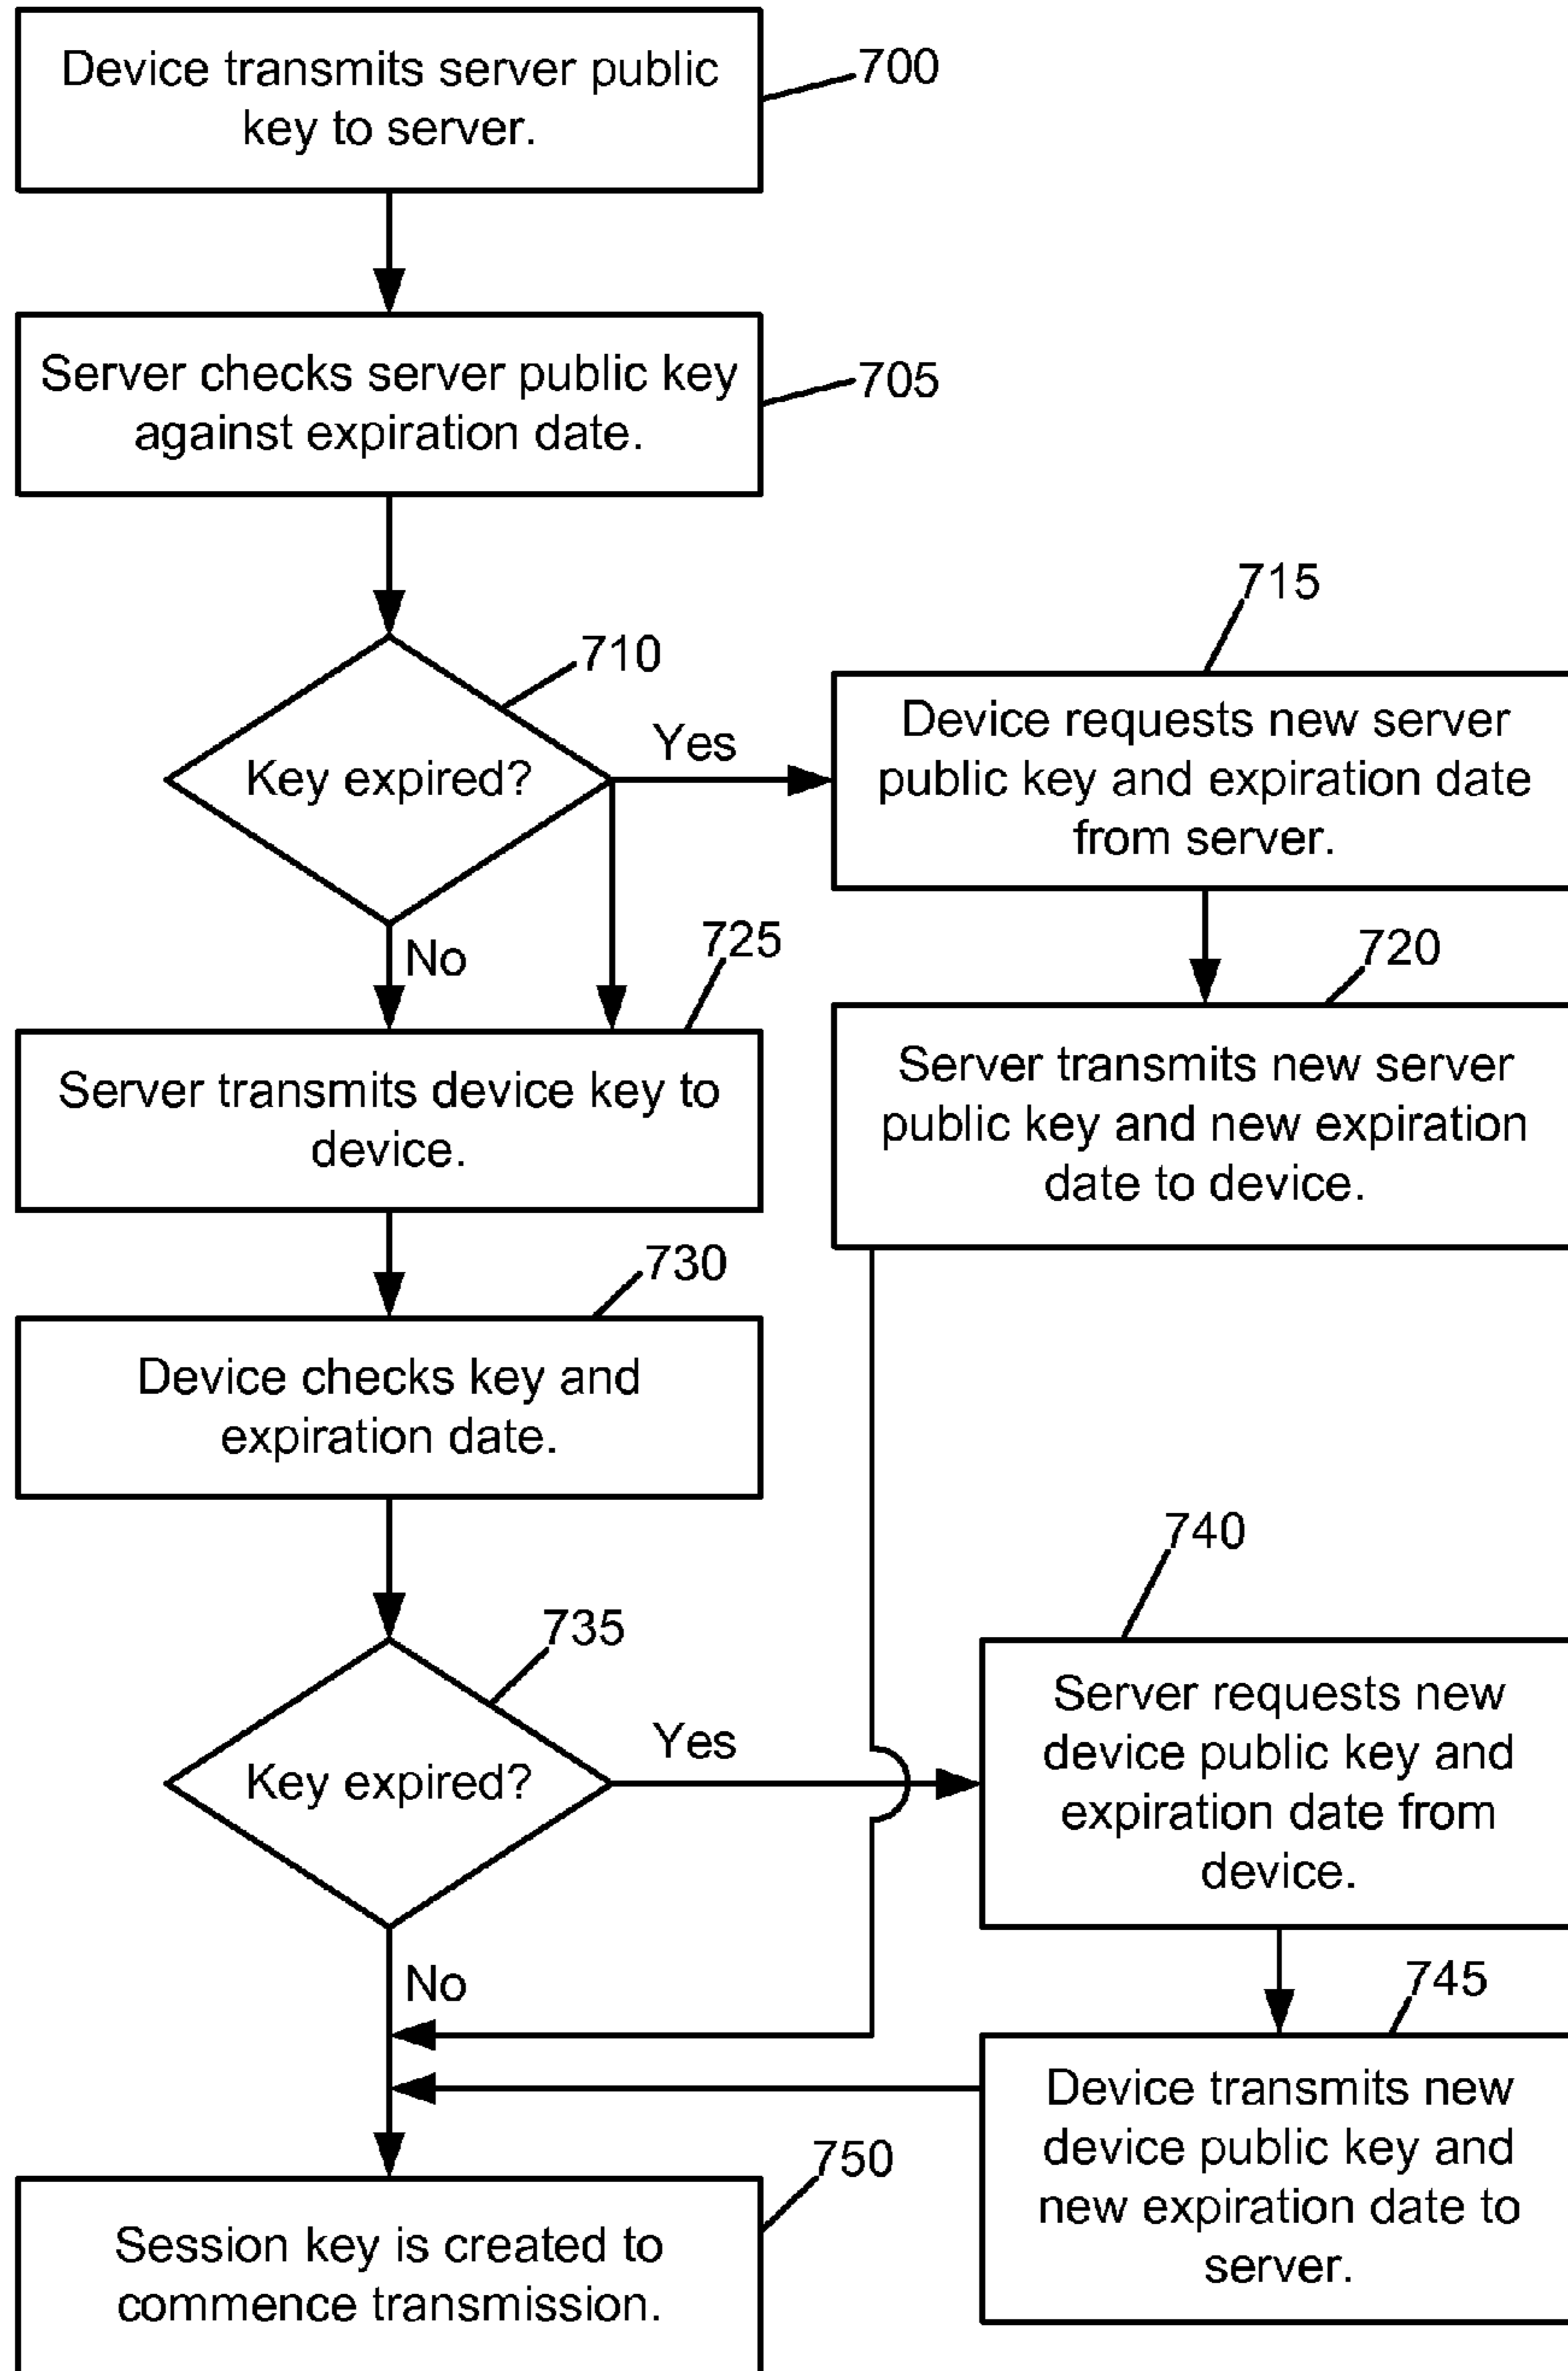 Device transmits server public
key to server.
700
Server checks server public key
against expiration date.
705
710
Key expired?
Yes
No
715
Device requests new server
public key and expiration date
from server.
720
Server transmits new server
public key and new expiration
date to device.
725
Server transmits device key to
device.
730
Device checks key and
expiration date.
735
Key expired?
Yes
No
740
Server requests new
device public key and
expiration date from
device.
745
Device transmits new
device public key and
new expiration date to
server.
750
Session key is created to
commence transmission.